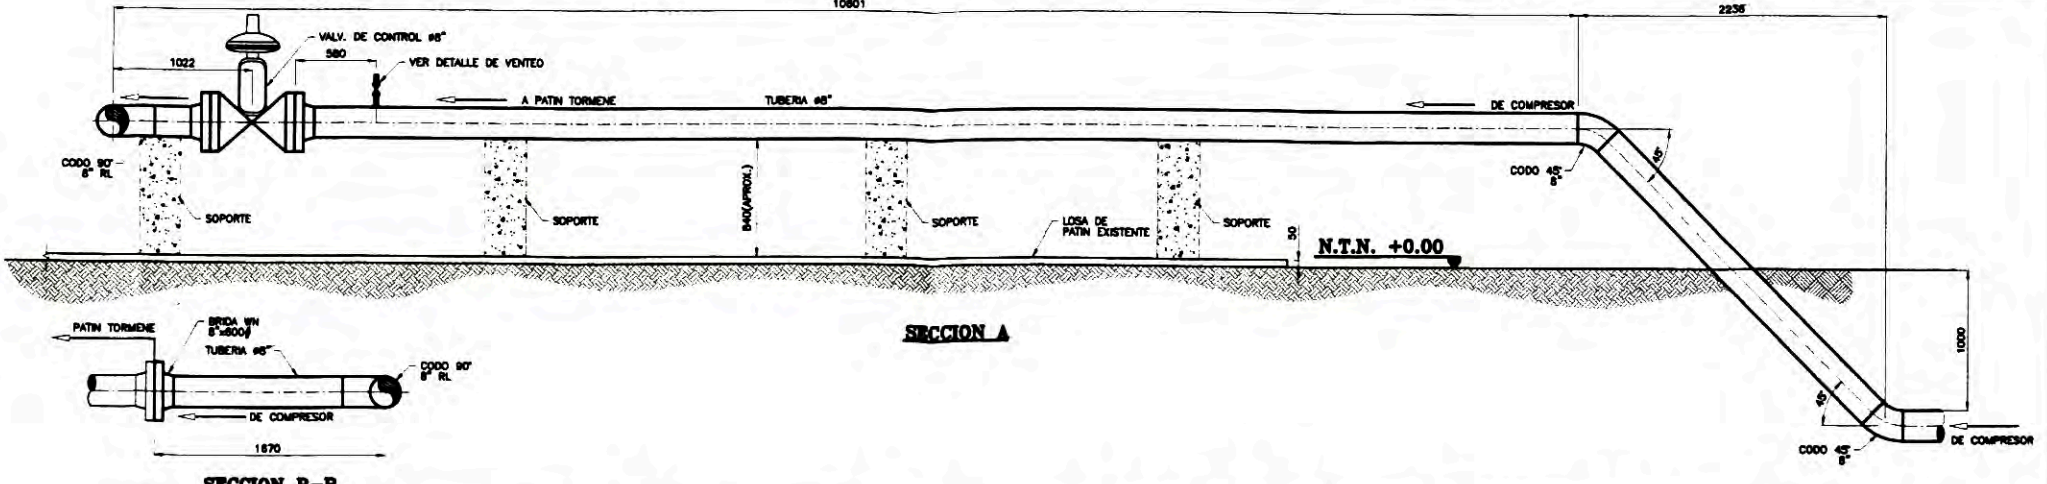 10601
2236
VALV. DE CONTROL ø8"
580
1022
VER DETALLE DE VENTEO
A PATIN TORMENE
TUBERIA ø8"
DE COMPRESOR
CODO 90°
8" RL
45°
CODO 45°
8"
840(APROX.)
SOPORTE
SOPORTE
SOPORTE
SOPORTE
LOSA DE
PATIN EXISTENTE
50
N.T.N. +0.00
SECCION A
1000
PATIN TORMENE
BRIDA WN
8"x600#
TUBERIA ø8"
CODO 90°
8" RL
DE COMPRESOR
1670
45°
CODO 45°
8"
DE COMPRESOR
SECCION B-B